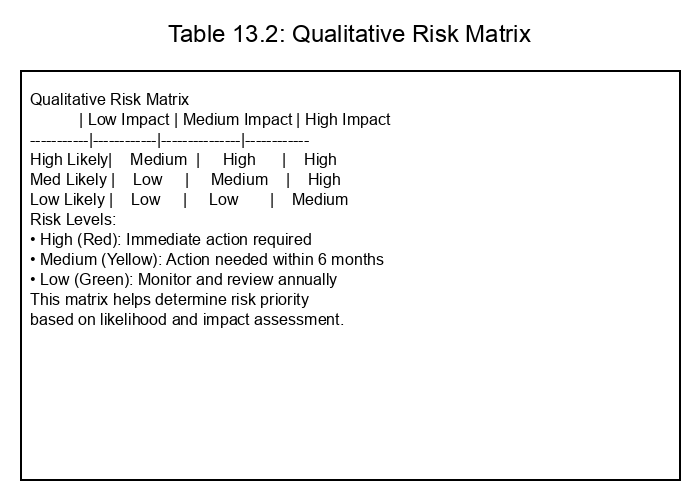 Table 13.2: Qualitative Risk Matrix
Qualitative Risk Matrix
| Low Impact | Medium Impact | High Impact
-----------|------------|---------------|------------
High Likely| Medium | High | High
Med Likely | Low | Medium | High
Low Likely | Low | Low | Medium
Risk Levels:
• High (Red): Immediate action required
• Medium (Yellow): Action needed within 6 months
• Low (Green): Monitor and review annually
This matrix helps determine risk priority
based on likelihood and impact assessment.